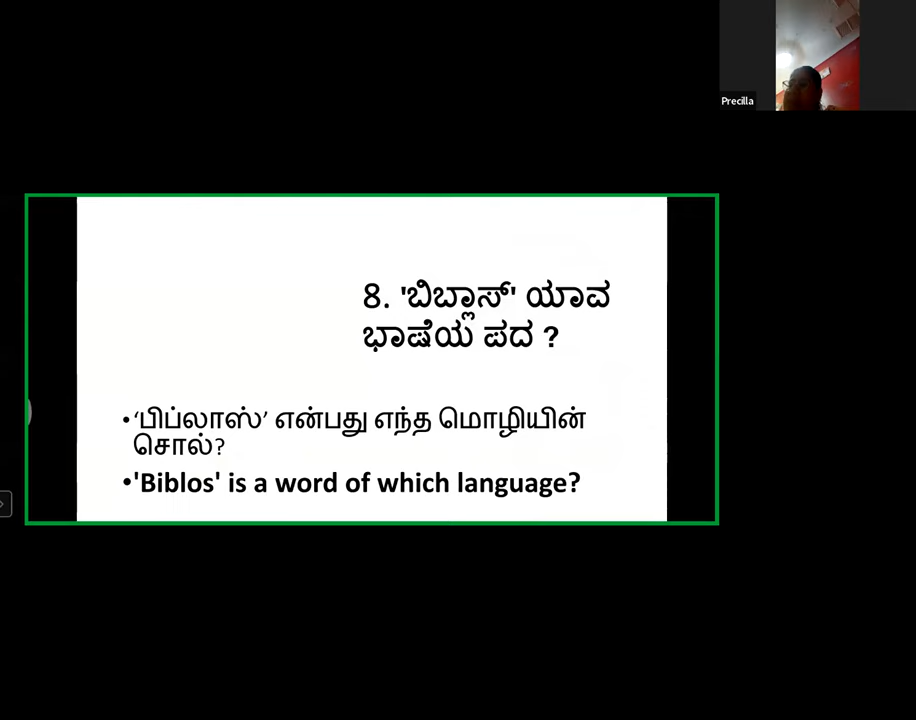 Precilla
8. 'ಬಿಬ್ಲಾಸ್' ಯಾವ
ಭಾಷೆಯ ಪದ ?
•‘பிப்லாஸ்’ என்பது எந்த மொழியின்
சொல்?
•'Biblos' is a word of which language?